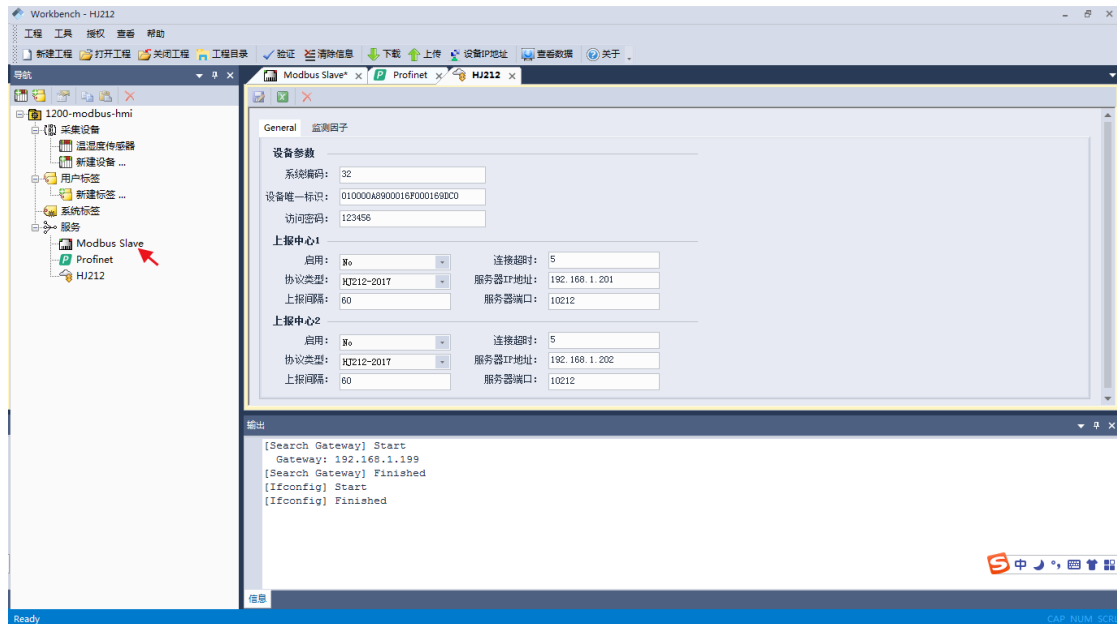 Workbench - HJ212
工程 工具 授权 查看 帮助
新建工程 打开工程 关闭工程 工程目录 验证 清除信息 下载 上传 设备IP地址 查看数据 关于
导航
Modbus Slave* Profinet HJ212
1200-modbus-hmi
采集设备
温湿度传感器
新建设备 ...
用户标签
新建标签 ...
系统标签
服务
Modbus Slave
Profinet
HJ212
General 监测因子
设备参数
系统编码: 32
设备唯一标识: 010000A8900016F000169DC0
访问密码: 123456
上报中心1
启用: No 连接超时: 5
协议类型: HJ212-2017 服务器IP地址: 192.168.1.201
上报间隔: 60 服务器端口: 10212
上报中心2
启用: No 连接超时: 5
协议类型: HJ212-2017 服务器IP地址: 192.168.1.202
上报间隔: 60 服务器端口: 10212
输出
[Search Gateway] Start
Gateway: 192.168.1.199
[Search Gateway] Finished
[Ifconfig] Start
[Ifconfig] Finished
中
信息
Ready CAP NUM SCR